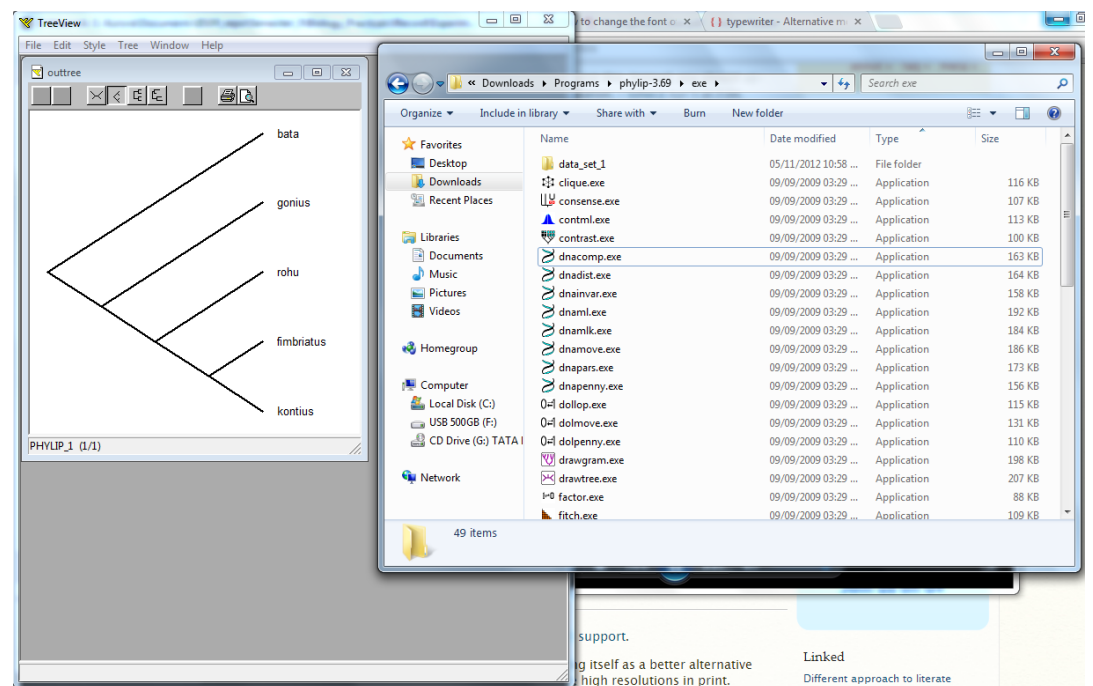 TreeView
File Edit Style Tree Window Help
outtree
bata
gonius
rohu
fimbriatus
kontius
PHYLIP_1 (1/1)
to change the font o
{ } typewriter - Alternative m
« Downloads Programs phylip-3.69 exe
Search exe
Organize Include in library Share with Burn New folder
Favorites
Desktop
Downloads
Recent Places
Libraries
Documents
Music
Pictures
Videos
Homegroup
Computer
Local Disk (C:)
USB 500GB (F:)
CD Drive (G:) TATA
Network
Name Date modified Type Size
data_set_1 05/11/2012 10:58 ... File folder
clique.exe 09/09/2009 03:29 ... Application 116 KB
consense.exe 09/09/2009 03:29 ... Application 107 KB
contml.exe 09/09/2009 03:29 ... Application 113 KB
contrast.exe 09/09/2009 03:29 ... Application 100 KB
dnacomp.exe 09/09/2009 03:29 ... Application 163 KB
dnadist.exe 09/09/2009 03:29 ... Application 164 KB
dnainvar.exe 09/09/2009 03:29 ... Application 158 KB
dnaml.exe 09/09/2009 03:29 ... Application 192 KB
dnamlk.exe 09/09/2009 03:29 ... Application 184 KB
dnamove.exe 09/09/2009 03:29 ... Application 186 KB
dnapars.exe 09/09/2009 03:29 ... Application 173 KB
dnapenny.exe 09/09/2009 03:29 ... Application 156 KB
dollop.exe 09/09/2009 03:29 ... Application 115 KB
dolmove.exe 09/09/2009 03:29 ... Application 131 KB
dolpenny.exe 09/09/2009 03:29 ... Application 110 KB
drawgram.exe 09/09/2009 03:29 ... Application 198 KB
drawtree.exe 09/09/2009 03:29 ... Application 207 KB
factor.exe 09/09/2009 03:29 ... Application 88 KB
fitch.exe 09/09/2009 03:29 ... Application 109 KB
49 items
support.
itself as a better alternative
high resolutions in print.
Linked
Different approach to literate